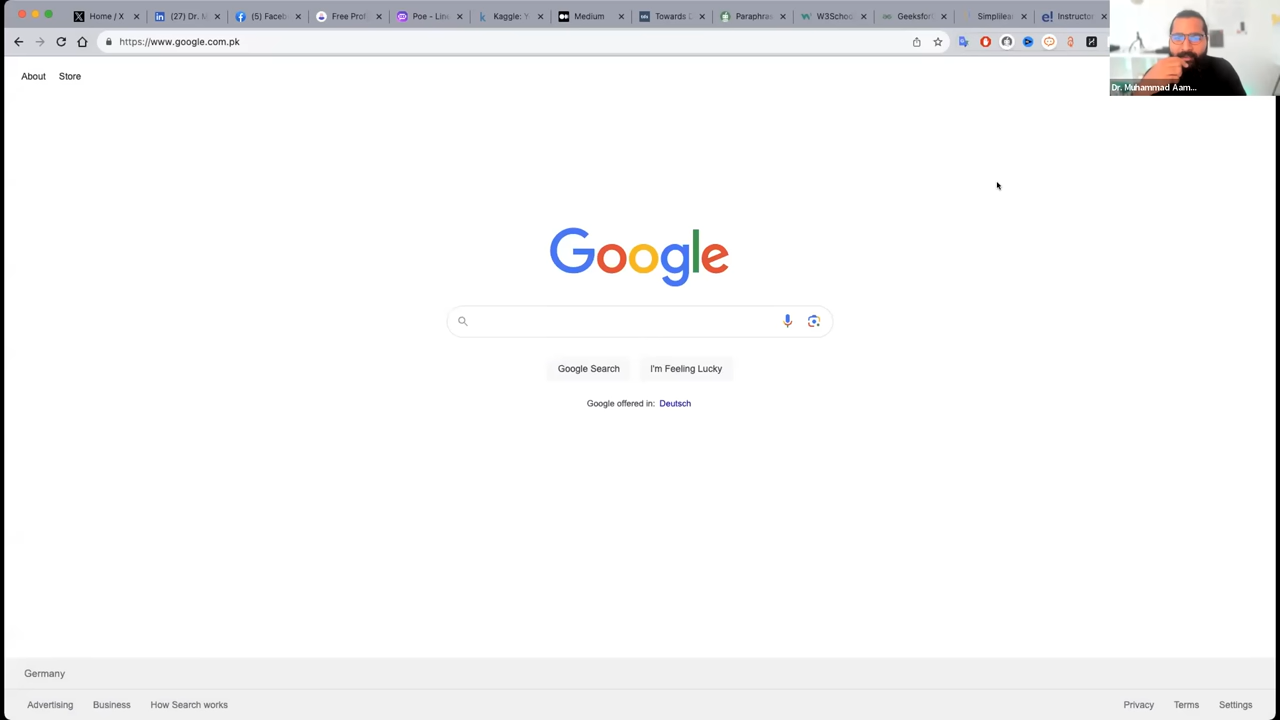 Home / X
(27) Dr. M
(5) Faceb
Free Profi
Poe - Lin
Kaggle: Y
Medium
Towards D
Paraphras
W3Schoo
Geeksfor
Simplilea
Instructor
https://www.google.com.pk
Dr. Muhammad Aam...
About
Store
Google
Google Search
I'm Feeling Lucky
Google offered in: Deutsch
Germany
Advertising
Business
How Search works
Privacy
Terms
Settings